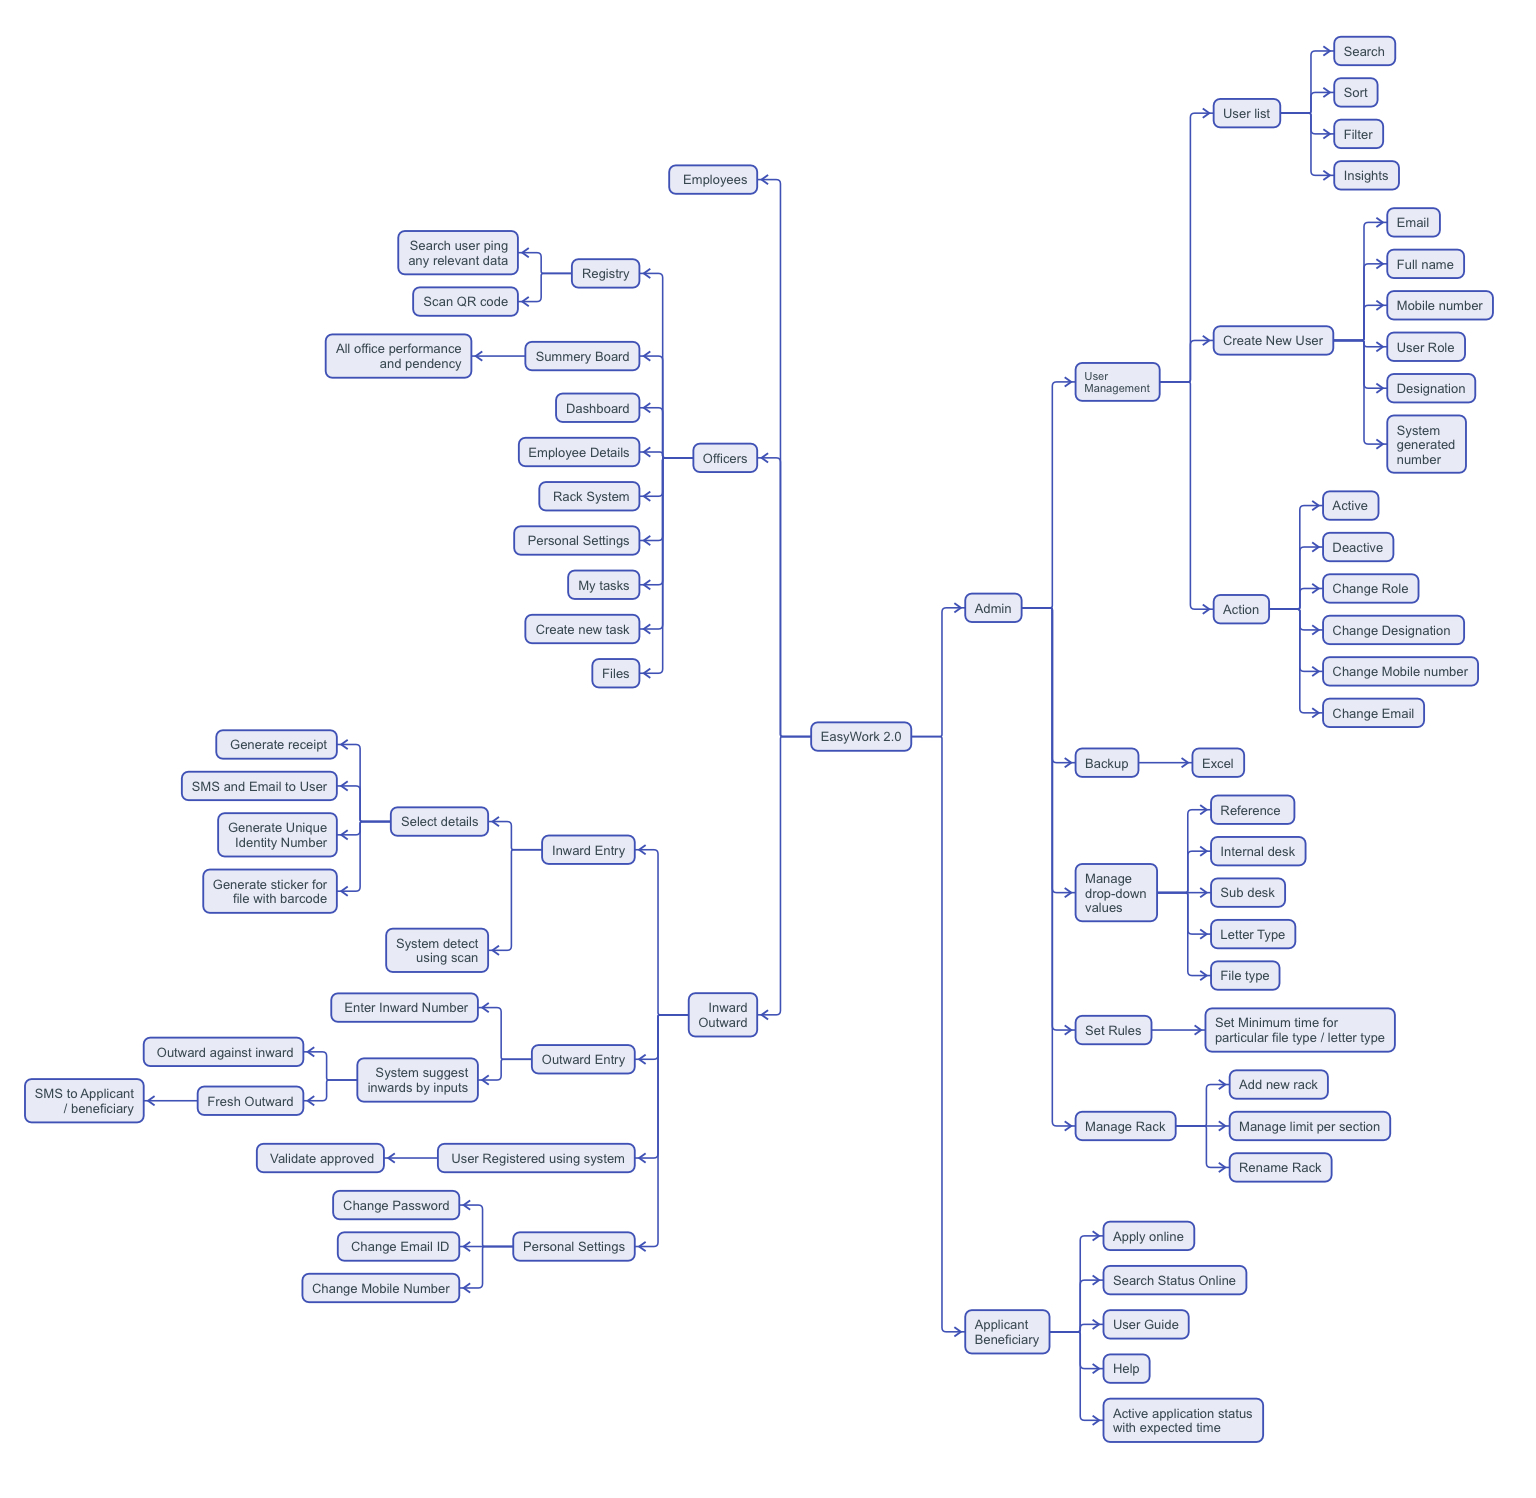 EasyWork 2.0
Employees
Officers
Registry
Search user ping
any relevant data
Scan QR code
Summery Board
All office performance
and pendency
Dashboard
Employee Details
Rack System
Personal Settings
My tasks
Create new task
Files
Inward
Outward
Inward Entry
Select details
Generate receipt
SMS and Email to User
Generate Unique
Identity Number
Generate sticker for
file with barcode
System detect
using scan
Outward Entry
Enter Inward Number
System suggest
inwards by inputs
Outward against inward
Fresh Outward
SMS to Applicant
/ beneficiary
User Registered using system
Validate approved
Personal Settings
Change Password
Change Email ID
Change Mobile Number
Admin
User
Management
User list
Search
Sort
Filter
Insights
Create New User
Email
Full name
Mobile number
User Role
Designation
System
generated
number
Action
Active
Deactive
Change Role
Change Designation
Change Mobile number
Change Email
Backup
Excel
Manage
drop-down
values
Reference
Internal desk
Sub desk
Letter Type
File type
Set Rules
Set Minimum time for
particular file type / letter type
Manage Rack
Add new rack
Manage limit per section
Rename Rack
Applicant
Beneficiary
Apply online
Search Status Online
User Guide
Help
Active application status
with expected time